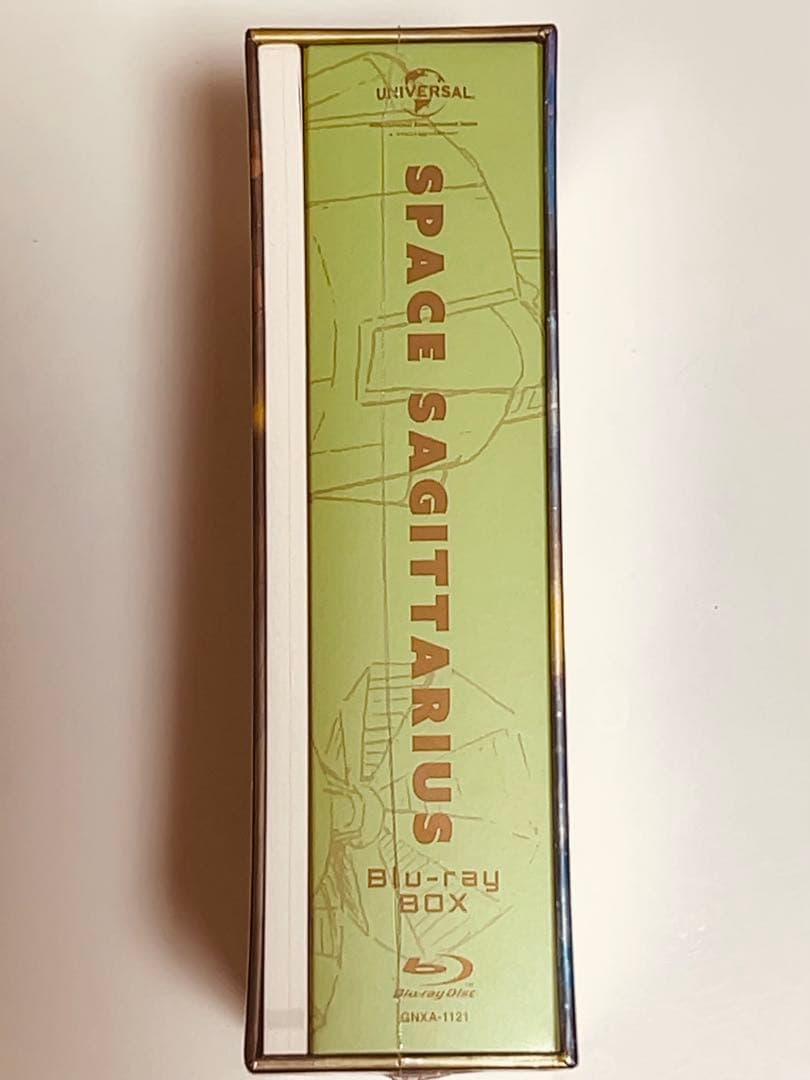 UNIVERSAL
SPACE SAGITTARIUS
Blu-ray
BOX
Blu-ray Disc
GNXA-1121